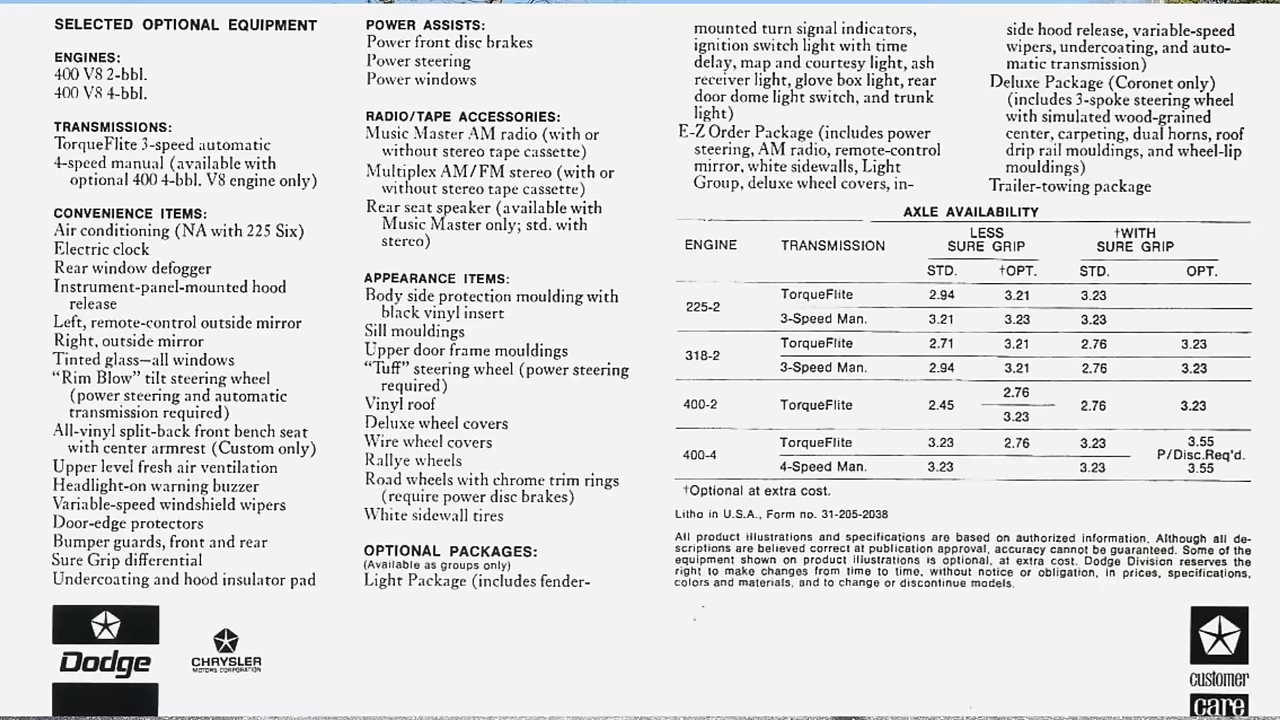 SELECTED OPTIONAL EQUIPMENT
ENGINES:
400 V8 2-bbl.
400 V8 4-bbl.
TRANSMISSIONS:
TorqueFlite 3-speed automatic
4-speed manual (available with
optional 400 4-bbl. V8 engine only)
CONVENIENCE ITEMS:
Air conditioning (NA with 225 Six)
Electric clock
Rear window defogger
Instrument-panel-mounted hood
release
Left, remote-control outside mirror
Right, outside mirror
Tinted glass—all windows
“Rim Blow” tilt steering wheel
(power steering and automatic
transmission required)
All-vinyl split-back front bench seat
with center armrest (Custom only)
Upper level fresh air ventilation
Headlight-on warning buzzer
Variable-speed windshield wipers
Door-edge protectors
Bumper guards, front and rear
Sure Grip differential
Undercoating and hood insulator pad
POWER ASSISTS:
Power front disc brakes
Power steering
Power windows
RADIO/TAPE ACCESSORIES:
Music Master AM radio (with or
without stereo tape cassette)
Multiplex AM/FM stereo (with or
without stereo tape cassette)
Rear seat speaker (available with
Music Master only; std. with
stereo)
APPEARANCE ITEMS:
Body side protection moulding with
black vinyl insert
Sill mouldings
Upper door frame mouldings
“Tuff” steering wheel (power steering
required)
Vinyl roof
Deluxe wheel covers
Wire wheel covers
Rallye wheels
Road wheels with chrome trim rings
(require power disc brakes)
White sidewall tires
OPTIONAL PACKAGES:
(Available as groups only)
Light Package (includes fender-
mounted turn signal indicators,
ignition switch light with time
delay, map and courtesy light, ash
receiver light, glove box light, rear
door dome light switch, and trunk
light)
E-Z Order Package (includes power
steering, AM radio, remote-control
mirror, white sidewalls, Light
Group, deluxe wheel covers, in-
side hood release, variable-speed
wipers, undercoating, and auto-
matic transmission)
Deluxe Package (Coronet only)
(includes 3-spoke steering wheel
with simulated wood-grained
center, carpeting, dual horns, roof
drip rail mouldings, and wheel-lip
mouldings)
Trailer-towing package
AXLE AVAILABILITY
ENGINE TRANSMISSION LESS SURE GRIP †WITH SURE GRIP
STD. †OPT. STD. OPT.
225-2 TorqueFlite 2.94 3.21 3.23
3-Speed Man. 3.21 3.23 3.23
318-2 TorqueFlite 2.71 3.21 2.76 3.23
3-Speed Man. 2.94 3.21 2.76 3.23
400-2 TorqueFlite 2.45 2.76 3.23 2.76 3.23
400-4 TorqueFlite 3.23 2.76 3.23 3.55
P/Disc.Req'd.
4-Speed Man. 3.23 3.23 3.55
†Optional at extra cost.
Litho in U.S.A., Form no. 31-205-2038
All product illustrations and specifications are based on authorized information. Although all de-
scriptions are believed correct at publication approval, accuracy cannot be guaranteed. Some of the
equipment shown on product illustrations is optional, at extra cost. Dodge Division reserves the
right to make changes from time to time, without notice or obligation, in prices, specifications,
colors and materials, and to change or discontinue models.
Dodge
CHRYSLER
MOTORS CORPORATION
customer
care